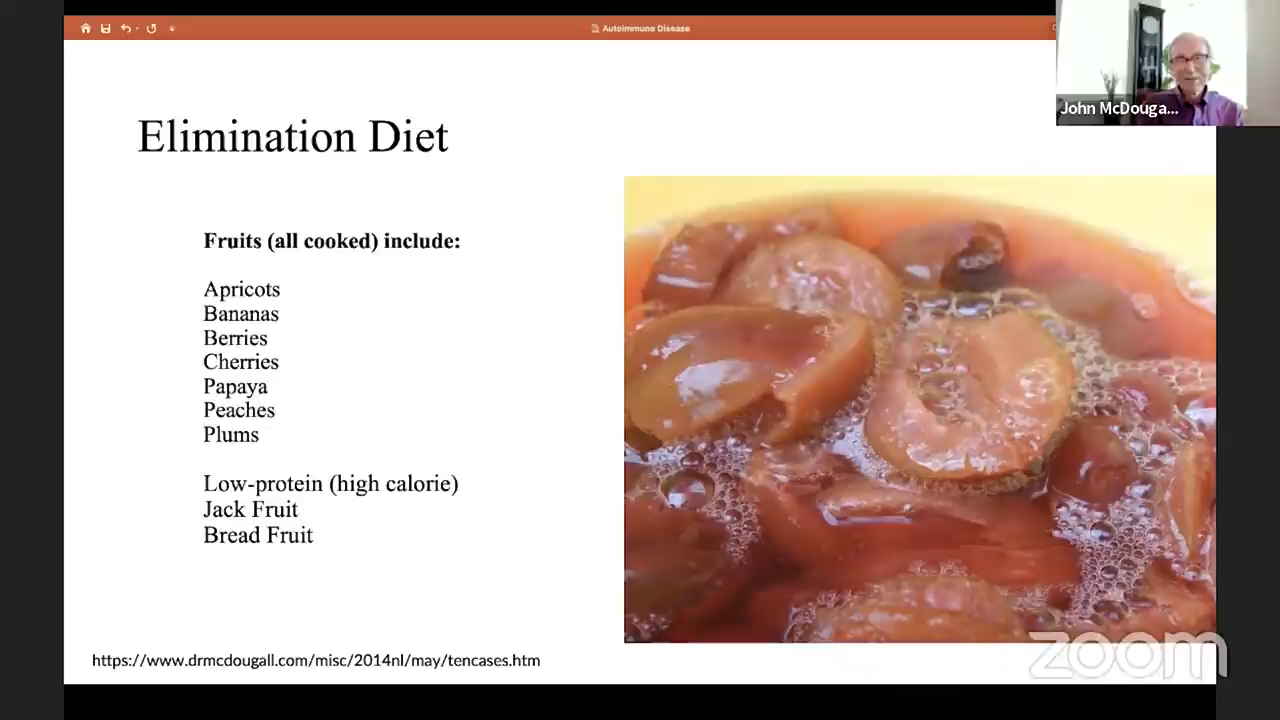 Autoimmune Disease
John McDouga...
Elimination Diet
Fruits (all cooked) include:
Apricots
Bananas
Berries
Cherries
Papaya
Peaches
Plums
Low-protein (high calorie)
Jack Fruit
Bread Fruit
https://www.drmcdougall.com/misc/2014nl/may/tencases.htm
zoom